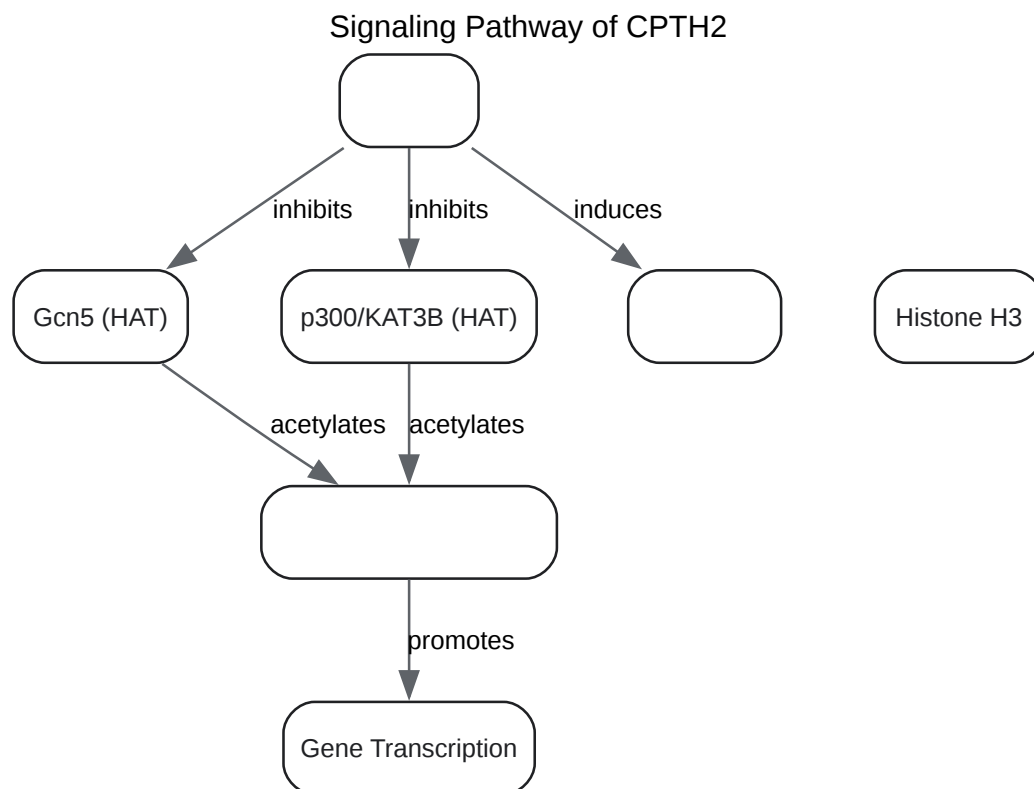 Signaling Pathway of CPTH2
inhibits
inhibits
induces
Gcn5 (HAT)
p300/KAT3B (HAT)
Histone H3
acetylates
acetylates
promotes
Gene Transcription